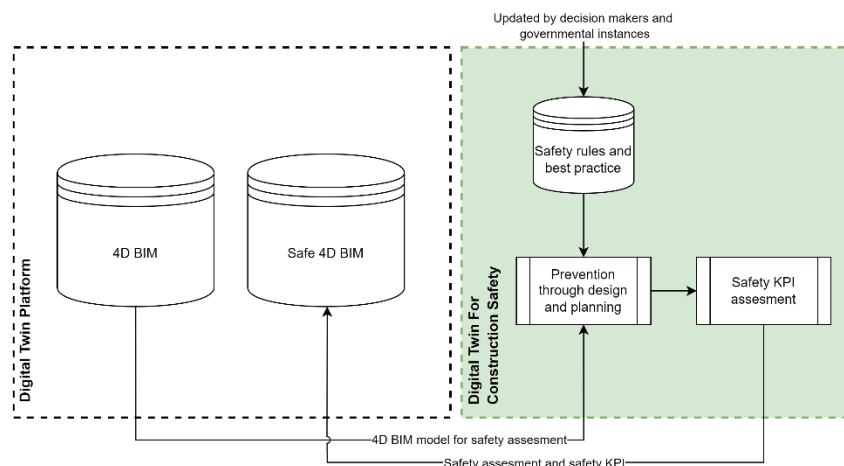 Updated by decision makers and
governmental instances
Safety rules and
best practice
4D BIM
Safe 4D BIM
Prevention
through design
and planning
Safety KPI
assesment
Digital Twin Platform
Digital Twin For
Construction Safety
4D BIM model for safety assesment
Safety assesment and safety KPI